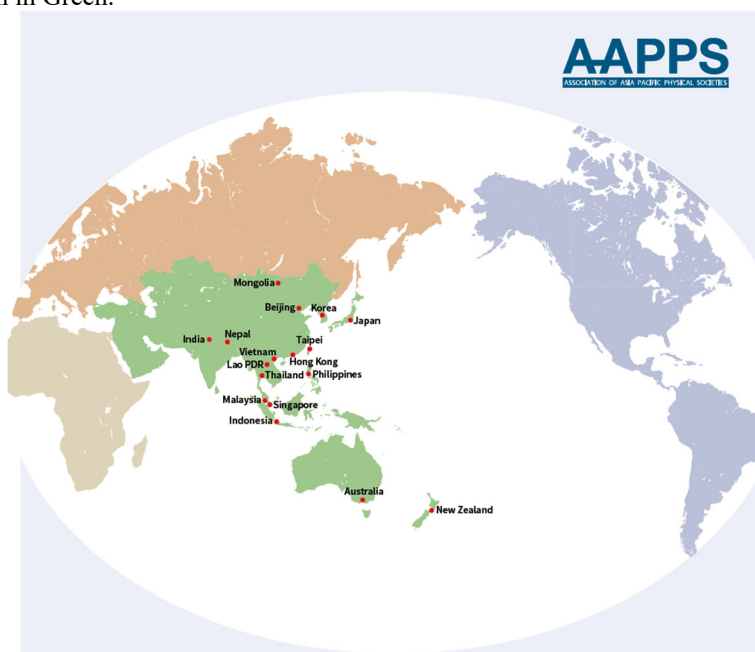 in Green.
AAPPS
ASSOCIATION OF ASIA PACIFIC PHYSICAL SOCIETIES
Mongolia
Beijing
Korea
Japan
India
Nepal
Taipei
Vietnam
Hong Kong
Lao PDR
Thailand
Philippines
Malaysia
Singapore
Indonesia
Australia
New Zealand